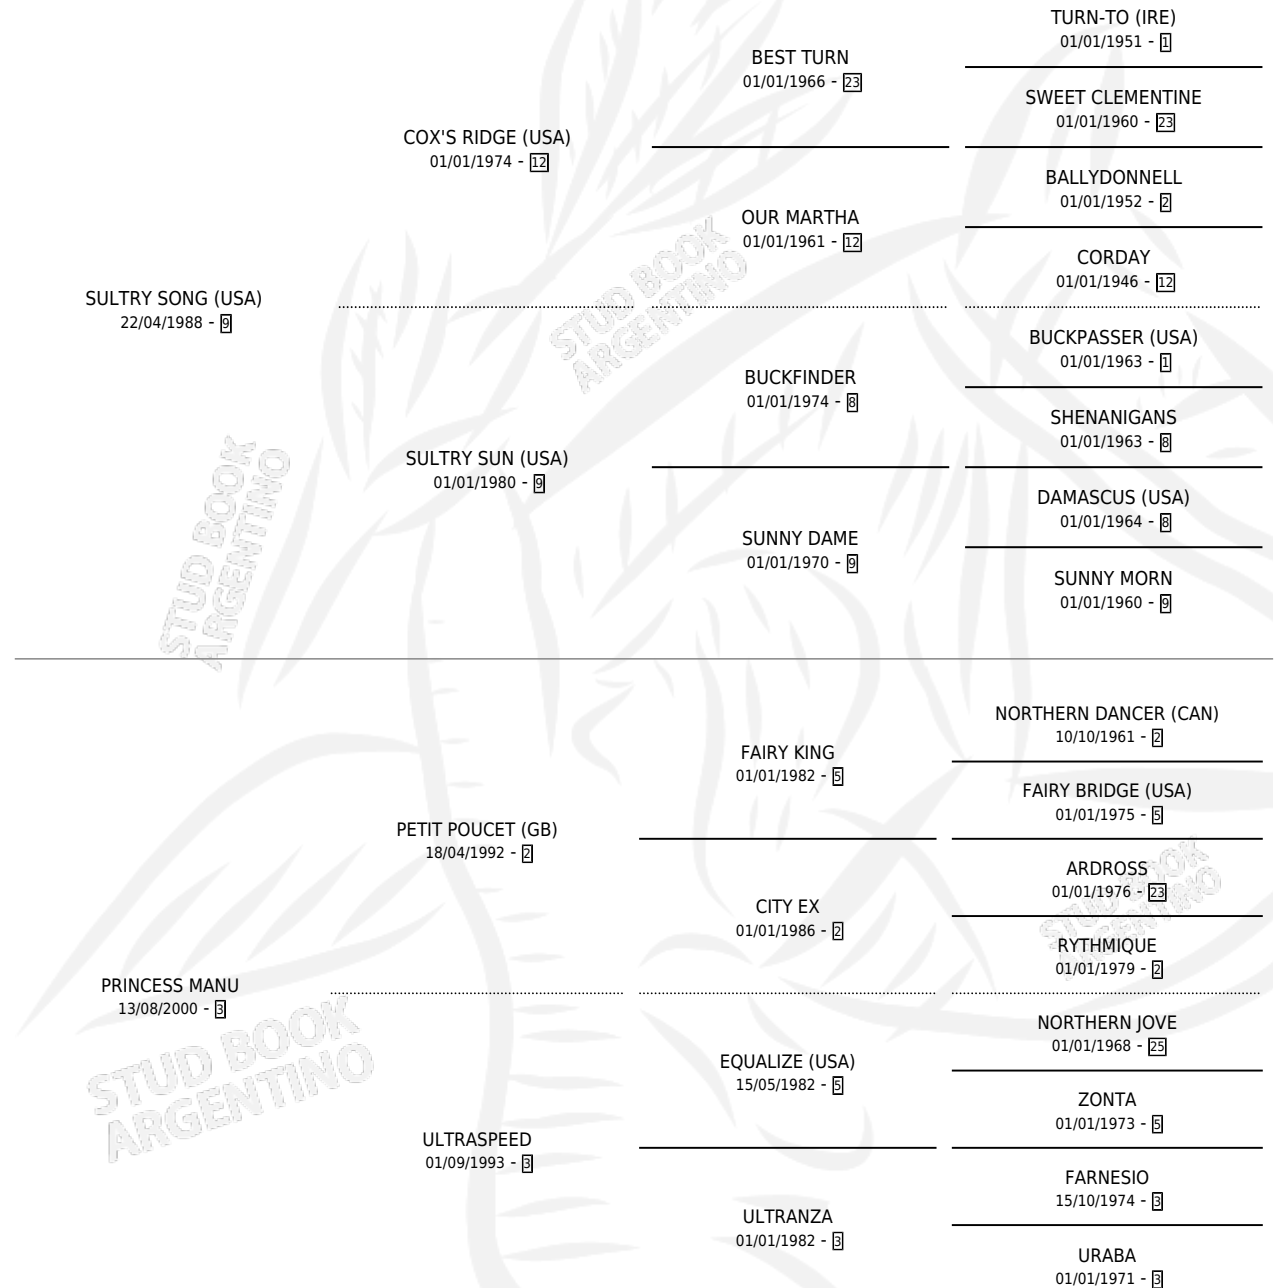 TURN-TO (IRE)
01/01/1951 - 1
BEST TURN
01/01/1966 - 23
SWEET CLEMENTINE
01/01/1960 - 23
COX'S RIDGE (USA)
01/01/1974 - 12
BALLYDONNELL
01/01/1952 - 2
OUR MARTHA
01/01/1961 - 12
CORDAY
01/01/1946 - 12
SULTRY SONG (USA)
22/04/1988 - 9
BUCKPASSER (USA)
01/01/1963 - 1
BUCKFINDER
01/01/1974 - 8
SHENANIGANS
01/01/1963 - 8
SULTRY SUN (USA)
01/01/1980 - 9
DAMASCUS (USA)
01/01/1964 - 8
SUNNY DAME
01/01/1970 - 9
SUNNY MORN
01/01/1960 - 9
NORTHERN DANCER (CAN)
10/10/1961 - 2
FAIRY KING
01/01/1982 - 5
FAIRY BRIDGE (USA)
01/01/1975 - 5
PETIT POUCET (GB)
18/04/1992 - 2
ARDROSS
01/01/1976 - 23
CITY EX
01/01/1986 - 2
RYTHMIQUE
01/01/1979 - 2
PRINCESS MANU
13/08/2000 - 3
NORTHERN JOVE
01/01/1968 - 25
EQUALIZE (USA)
15/05/1982 - 5
ZONTA
01/01/1973 - 5
ULTRASPEED
01/09/1993 - 3
FARNESIO
15/10/1974 - 3
ULTRANZA
01/01/1982 - 3
URABA
01/01/1971 - 3
STUD BOOK
ARGENTINO
STUD BOOK
ARGENTINO
STUD BOOK
ARGENTINO
STUD BOOK
ARGENTINO